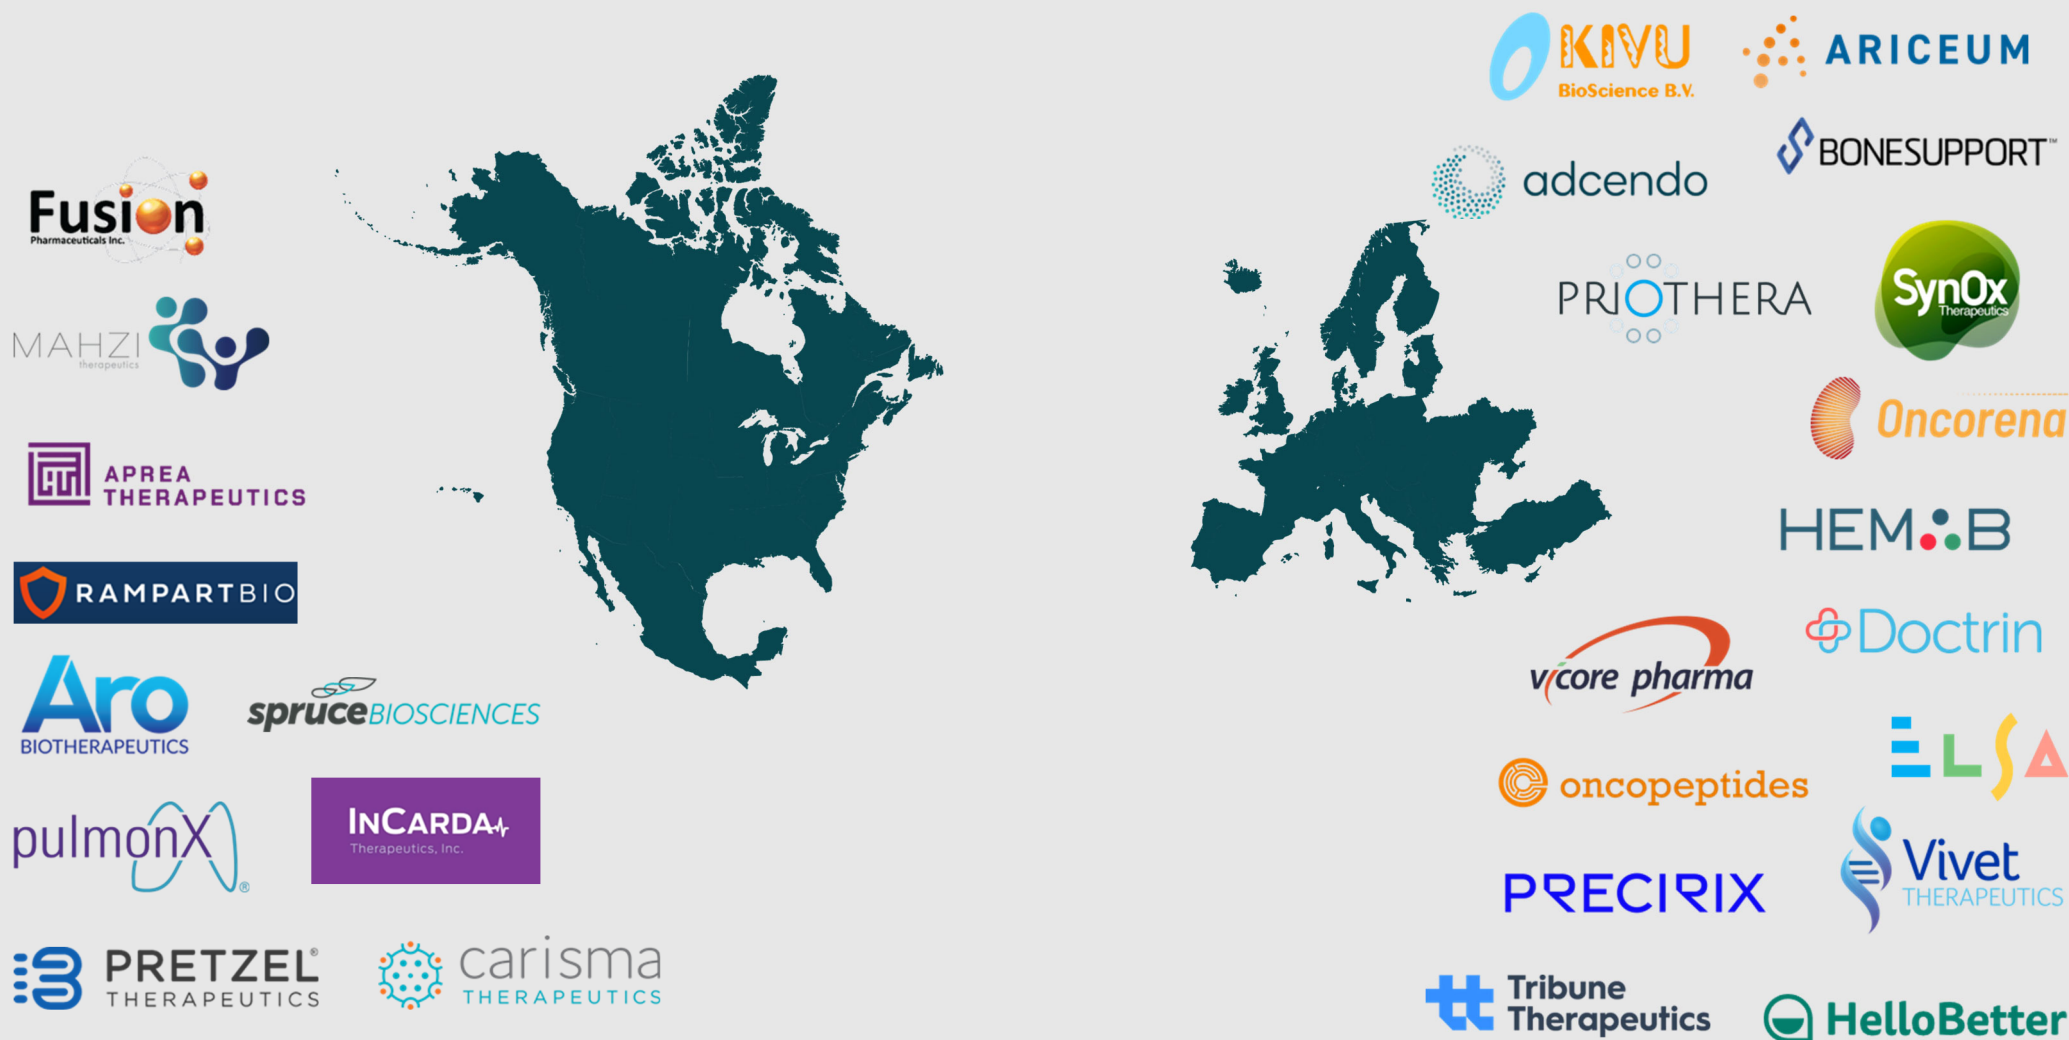 Fusion
Pharmaceuticals Inc.
MAHZI
therapeutics
APREA
THERAPEUTICS
RAMPARTBIO
Aro
BIOTHERAPEUTICS
spruceBIOSCIENCES
pulmonX®
INCARDA
Therapeutics, Inc.
PRETZEL®
THERAPEUTICS
carisma
THERAPEUTICS
KIVU
BioScience B.V.
ARICEUM
BONESUPPORT™
adcendo
PRIOTHERA
SynOx
Therapeutics
Oncorena
HEMAB
Doctrin
vicore pharma
ELSA
oncopeptides
Vivet
THERAPEUTICS
PRECIRIX
Tribune
Therapeutics
HelloBetter